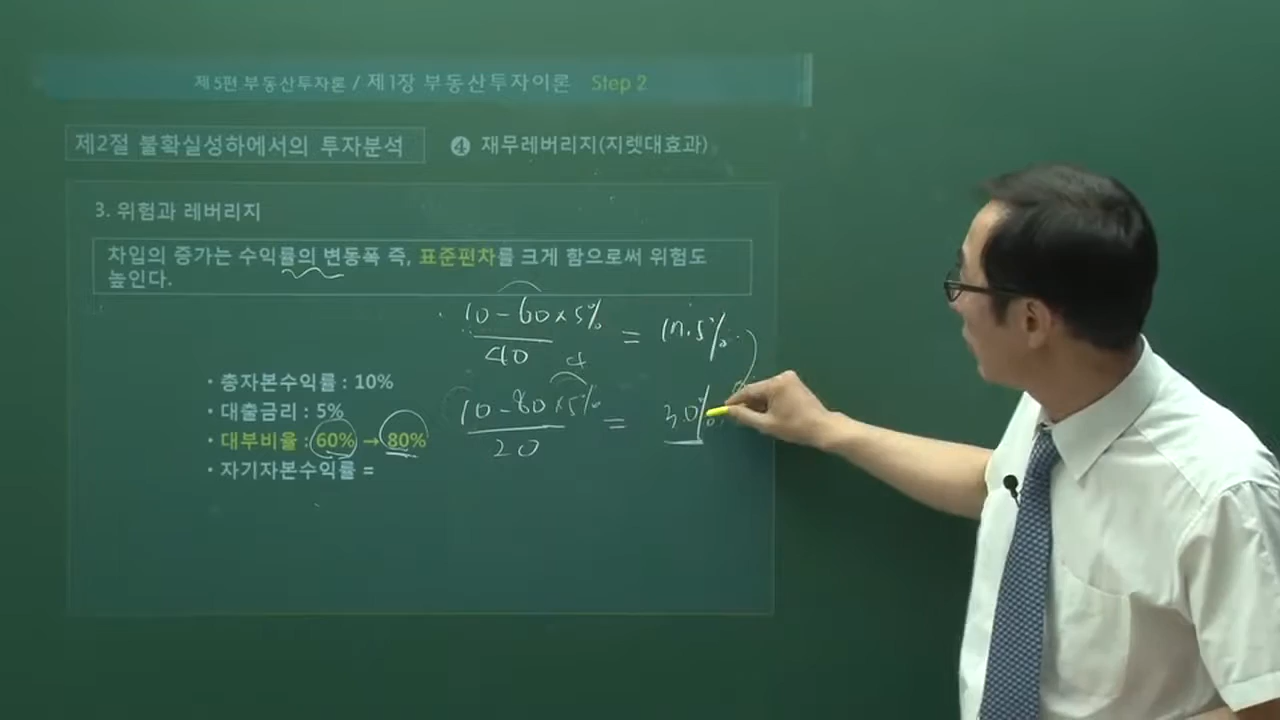 제5편 부동산투자론 / 제1장 부동산투자이론 Step 2
제2절 불확실성하에서의 투자분석
❹ 재무레버리지(지렛대효과)
3. 위험과 레버리지
차입의 증가는 수익률의 변동폭 즉, 표준편차를 크게 함으로써 위험도
높인다.
10-60×5%
40
= 17.5%
• 총자본수익률 : 10%
• 대출금리 : 5%
• 대부비율 : 60% → 80%
• 자기자본수익률 =
4
10-80×5%
20
= 30%